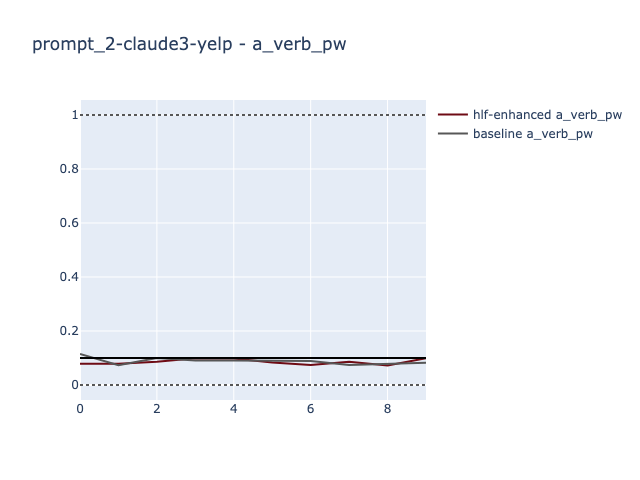 prompt_2-claude3-yelp - a_verb_pw
hlf-enhanced a_verb_pw
baseline a_verb_pw
1
0.8
0.6
0.4
0.2
0
0 2 4 6 8